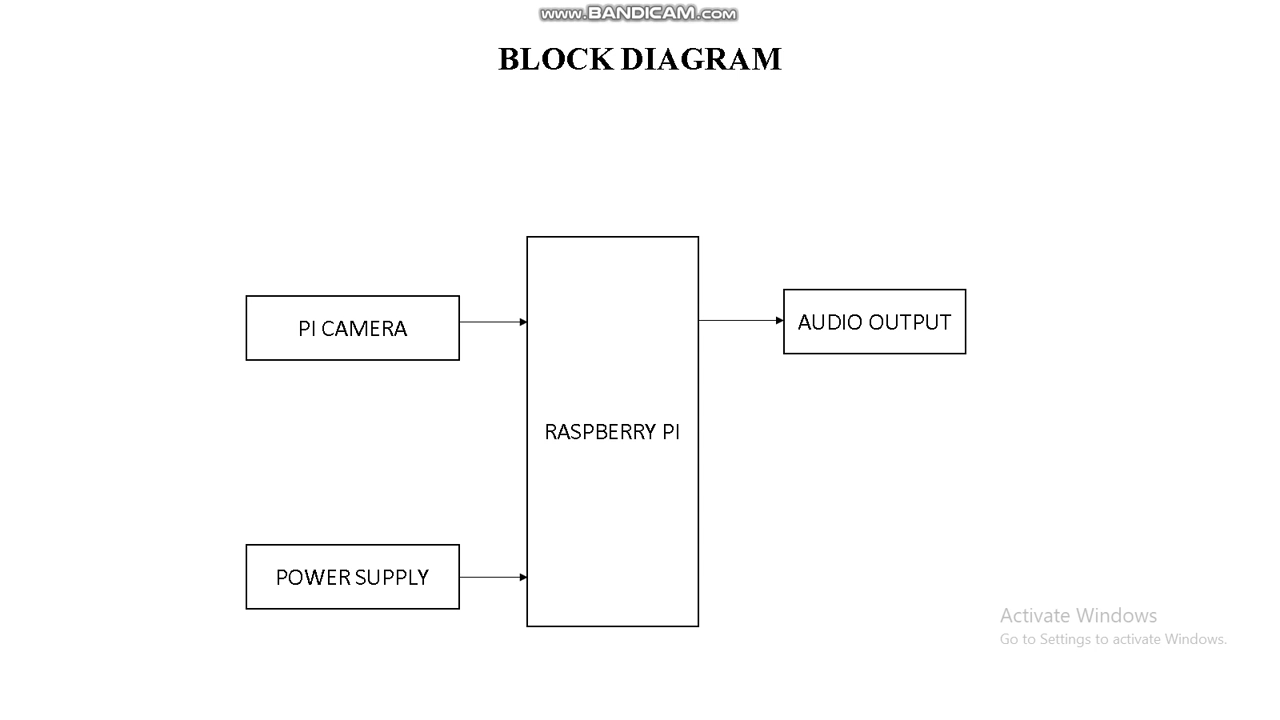 www.BANDICAM.com
BLOCK DIAGRAM
PI CAMERA
AUDIO OUTPUT
RASPBERRY PI
POWER SUPPLY
Activate Windows
Go to Settings to activate Windows.